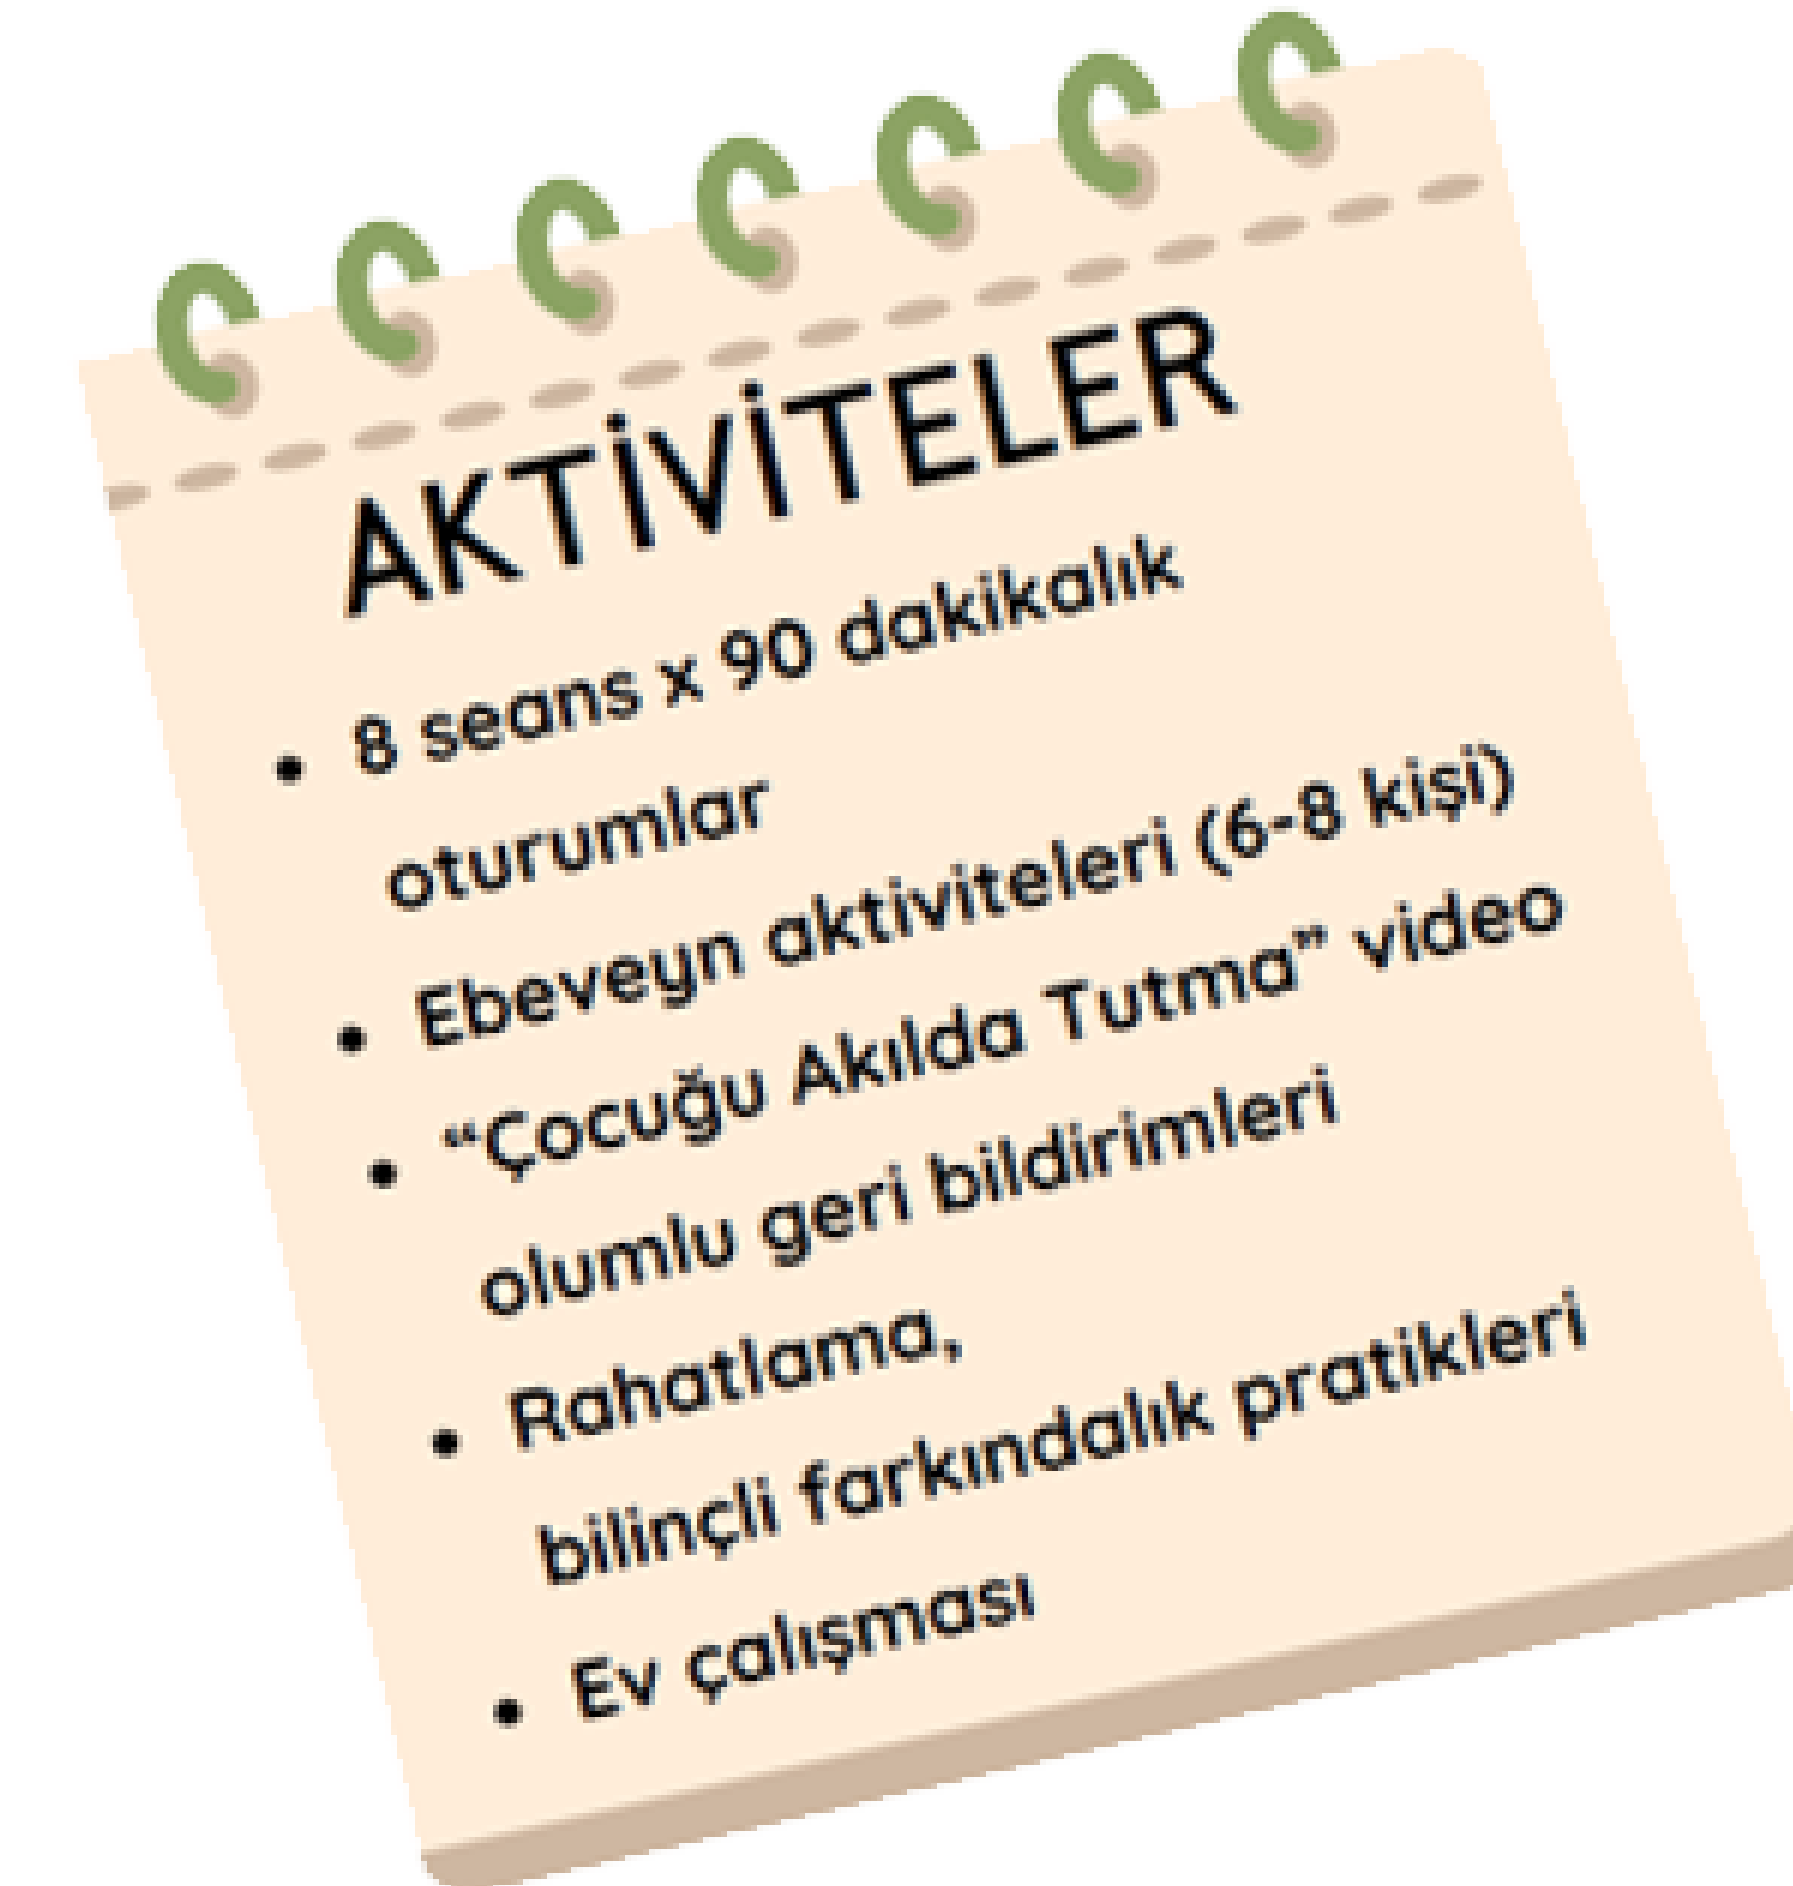 AKTİVİTELER
• 8 seans x 90 dakikalık
oturumlar
• Ebeveyn aktiviteleri (6-8 kişi)
• “Çocuğu Akılda Tutma” video
olumlu geri bildirimleri
• Rahatlama,
bilinçli farkındalık pratikleri
• Ev çalışması